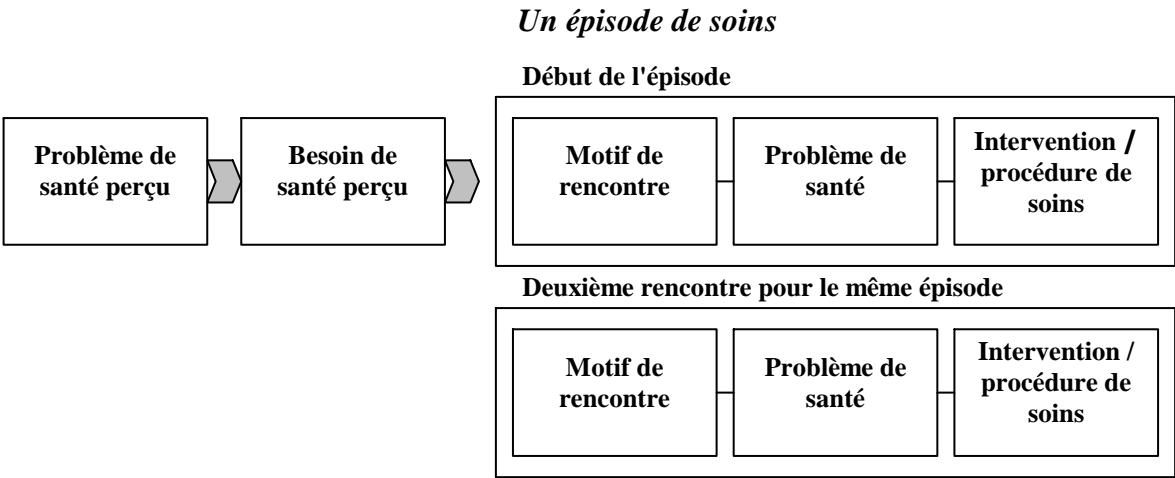 Un épisode de soins
Début de l'épisode
Problème de
santé perçu
Besoin de
santé perçu
Motif de
rencontre
Problème de
santé
Intervention /
procédure de
soins
Deuxième rencontre pour le même épisode
Motif de
rencontre
Problème de
santé
Intervention /
procédure de
soins